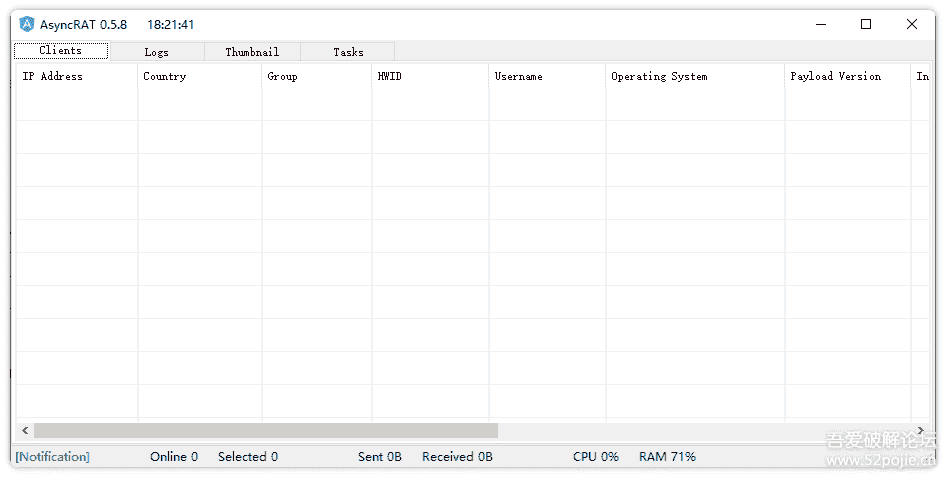 AsyncRAT 0.5.8 18:21:41
Clients Logs Thumbnail Tasks
IP Address Country Group HWID Username Operating System Payload Version In
[Notification] Online 0 Selected 0 Sent 0B Received 0B CPU 0% RAM 71%
吾爱破解论坛
www.52pojie.cn